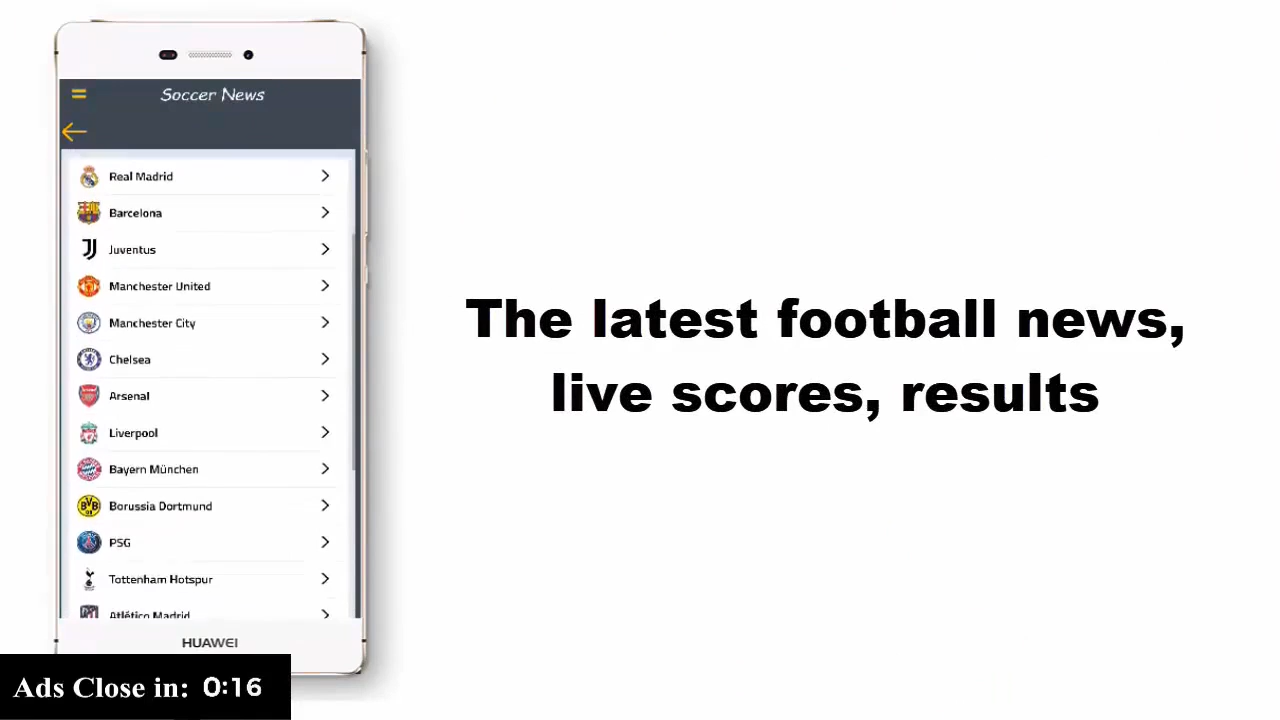 Soccer News
Real Madrid
Barcelona
Juventus
Manchester United
Manchester City
Chelsea
Arsenal
Liverpool
Bayern München
Borussia Dortmund
PSG
Tottenham Hotspur
Atlético Madrid
HUAWEI
The latest football news,
live scores, results
Ads Close in: 0:16